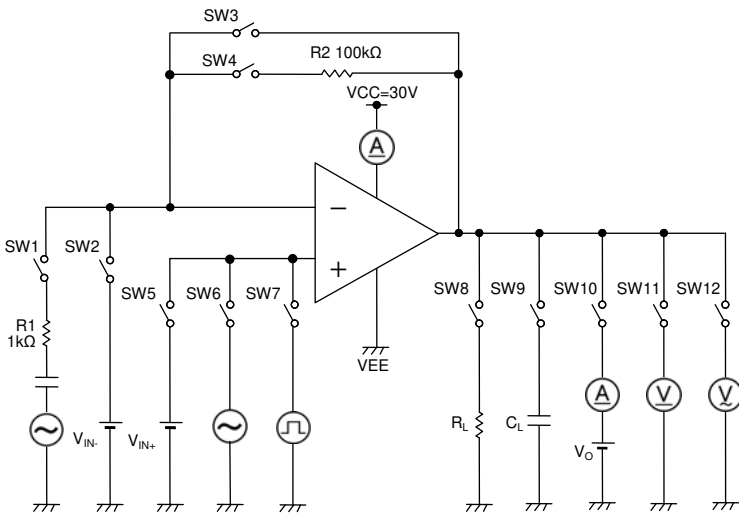 SW3
SW4
R2 100kΩ
VCC=30V
A
−
+
SW1
SW2
SW5
SW6
SW7
SW8
SW9
SW10
SW11
SW12
R1
1kΩ
VEE
A
V
V
VIN-
VIN+
RL
CL
VO